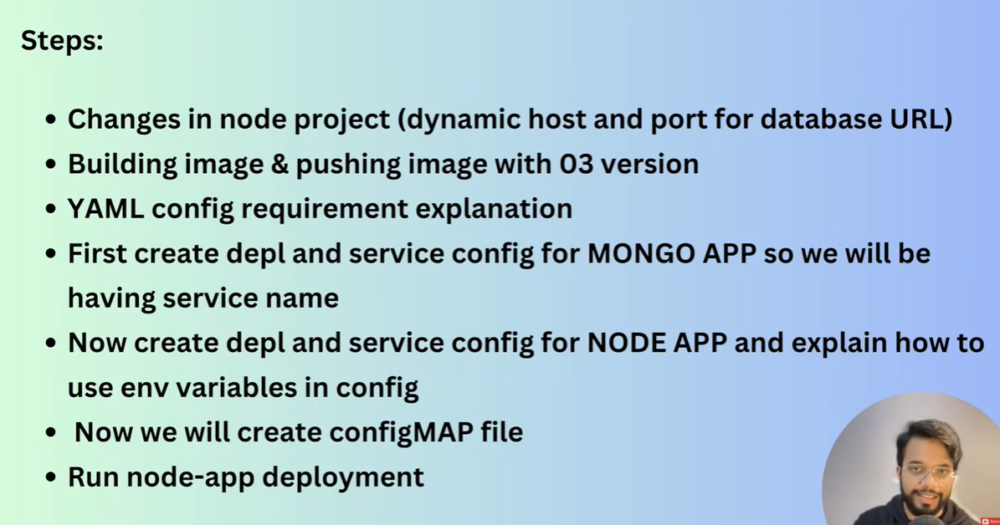 Steps:
• Changes in node project (dynamic host and port for database URL)
• Building image & pushing image with 03 version
• YAML config requirement explanation
• First create depl and service config for MONGO APP so we will be
having service name
• Now create depl and service config for NODE APP and explain how to
use env variables in config
• Now we will create configMAP file
• Run node-app deployment